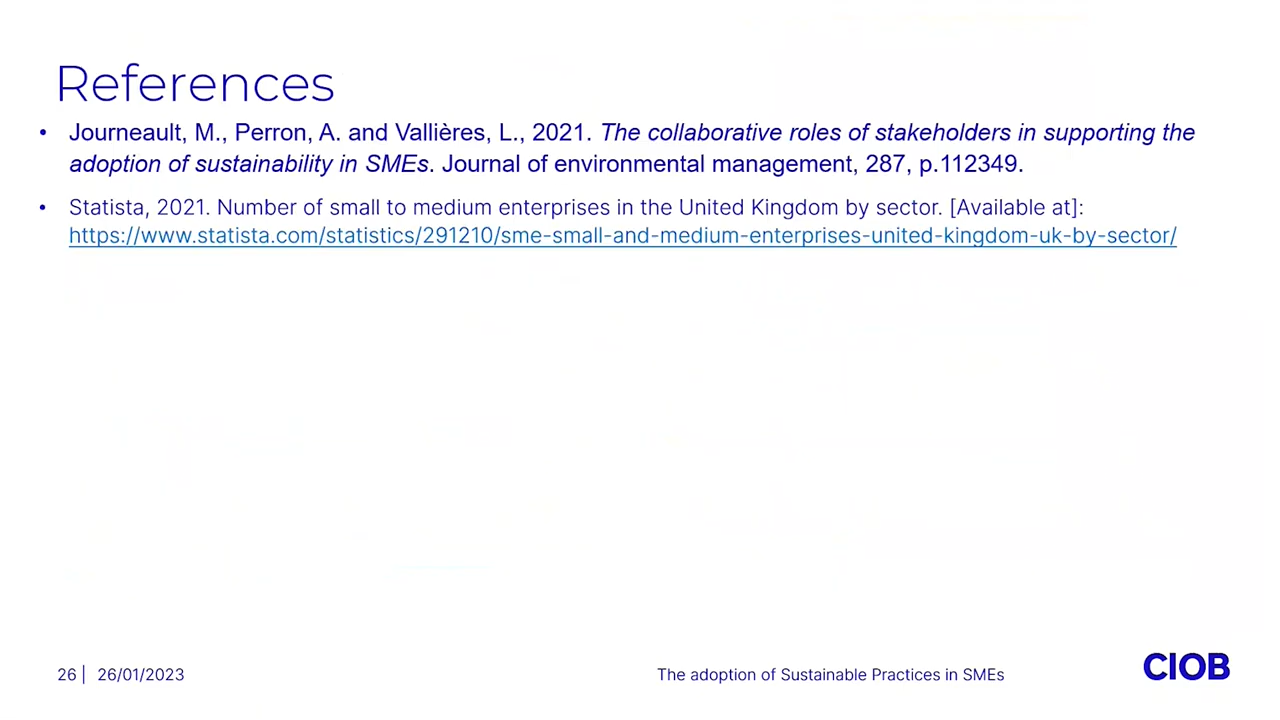 References
• Journeault, M., Perron, A. and Vallières, L., 2021. The collaborative roles of stakeholders in supporting the
adoption of sustainability in SMEs. Journal of environmental management, 287, p.112349.
• Statista, 2021. Number of small to medium enterprises in the United Kingdom by sector. [Available at]:
https://www.statista.com/statistics/291210/sme-small-and-medium-enterprises-united-kingdom-uk-by-sector/
26 | 26/01/2023
The adoption of Sustainable Practices in SMEs
CIOB